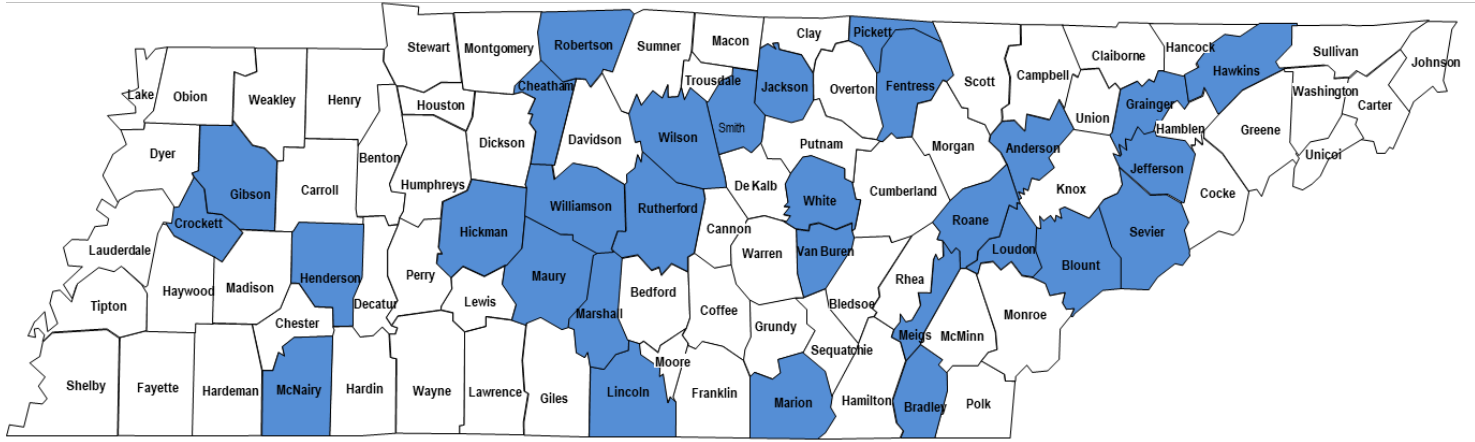 Stewart
Montgomery
Robertson
Sumner
Macon
Clay
Pickett
Scott
Campbell
Claiborne
Hancock
Hawkins
Sullivan
Johnson
Lake
Obion
Weakley
Henry
Houston
Cheatham
Trousdale
Jackson
Overton
Fentress
Union
Grainger
Hamblen
Washington
Carter
Greene
Unicoi
Dyer
Gibson
Carroll
Benton
Humphreys
Dickson
Davidson
Wilson
Smith
Putnam
Morgan
Anderson
Knox
Jefferson
Cocke
Crockett
Lauderdale
Hickman
Williamson
Rutherford
De Kalb
White
Cumberland
Roane
Loudon
Blount
Sevier
Tipton
Haywood
Madison
Henderson
Decatur
Perry
Lewis
Maury
Marshall
Bedford
Cannon
Warren
Van Buren
Bledsoe
Rhea
Coffee
Grundy
Sequatchie
Meigs
McMinn
Monroe
Chester
Shelby
Fayette
Hardeman
McNairy
Hardin
Wayne
Lawrence
Giles
Lincoln
Moore
Franklin
Marion
Hamilton
Bradley
Polk